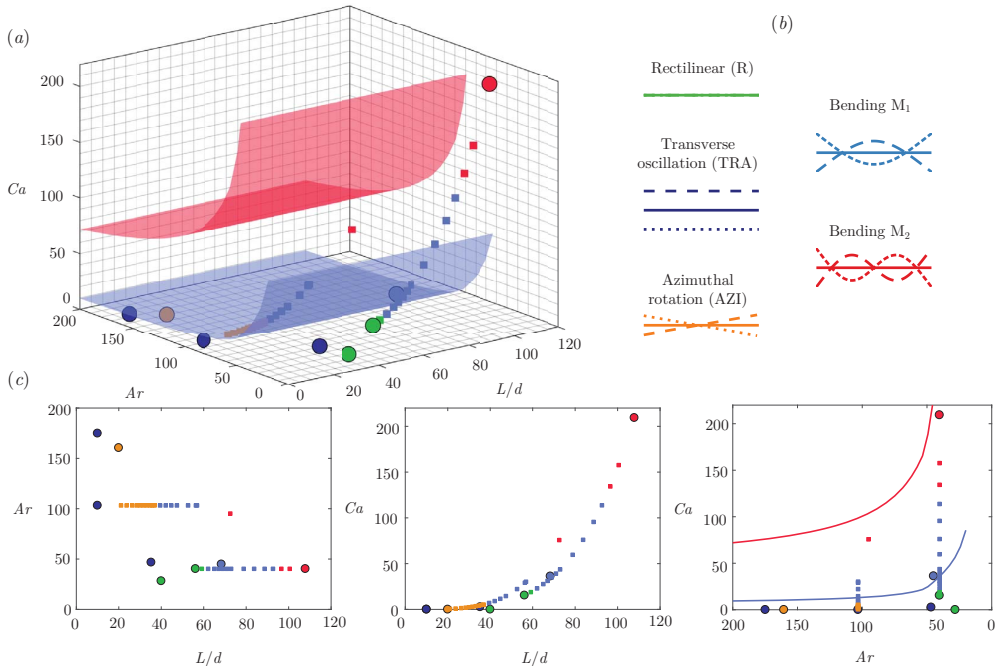 (a)
(b)
200
150
100
50
0
Ca
200
150
100
50
0
Ar
0
20
40
60
80
100
120
L/d
Rectilinear (R)
Transverse
oscillation (TRA)
Azimuthal
rotation (AZI)
Bending M1
Bending M2
(c)
200
150
Ar
100
50
0
0 20 40 60 80 100 120
L/d
200
150
Ca
100
50
0
0 20 40 60 80 100 120
L/d
200
150
Ca
100
50
0
200 150 100 50 0
Ar